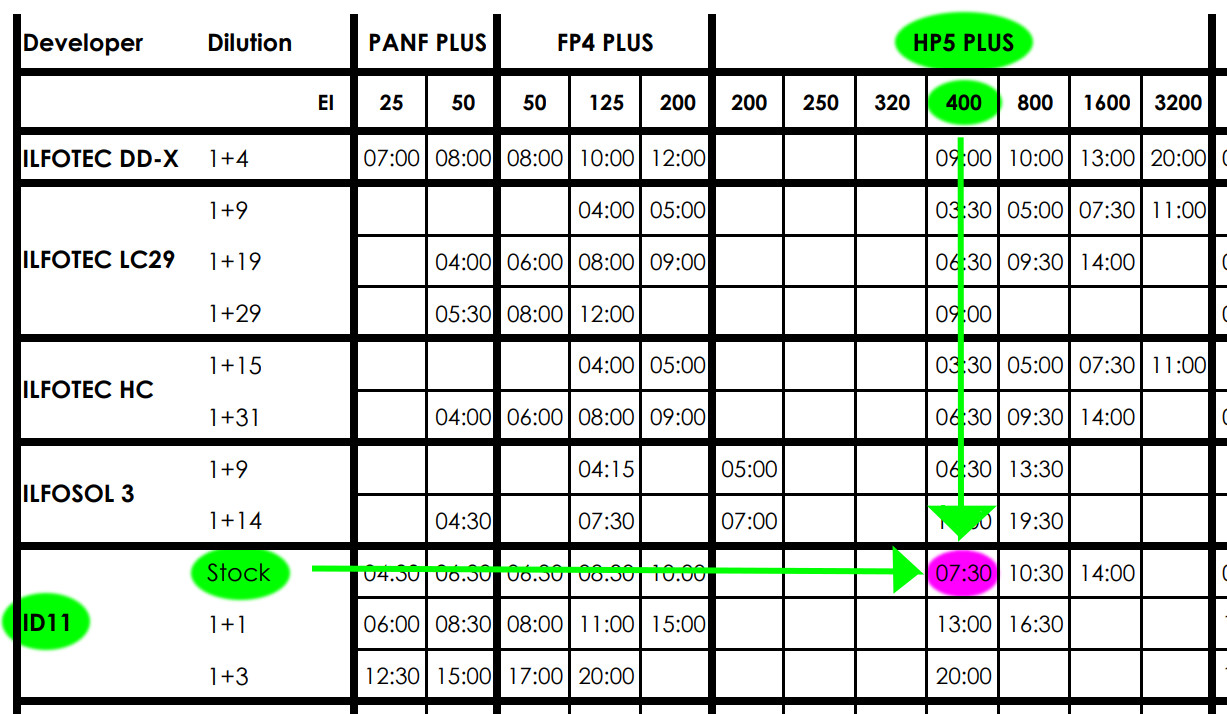 Developer Dilution PANF PLUS FP4 PLUS HP5 PLUS
EI 25 50 50 125 200 200 250 320 400 800 1600 3200
ILFOTEC DD-X 1+4 07:00 08:00 08:00 10:00 12:00 09:00 10:00 13:00 20:00
1+9 04:00 05:00 03:30 05:00 07:30 11:00
ILFOTEC LC29 1+19 04:00 06:00 08:00 09:00 06:30 09:30 14:00
1+29 05:30 08:00 12:00 09:00
1+15 04:00 05:00 03:30 05:00 07:30 11:00
ILFOTEC HC
1+31 04:00 06:00 08:00 09:00 06:30 09:30 14:00
1+9 04:15 05:00 06:30 13:30
ILFOSOL 3
1+14 04:30 07:30 07:00 19:30
Stock 04:30 06:30 06:30 08:30 10:00 07:30 10:30 14:00
ID11 1+1 06:00 08:30 08:00 11:00 15:00 13:00 16:30
1+3 12:30 15:00 17:00 20:00 20:00